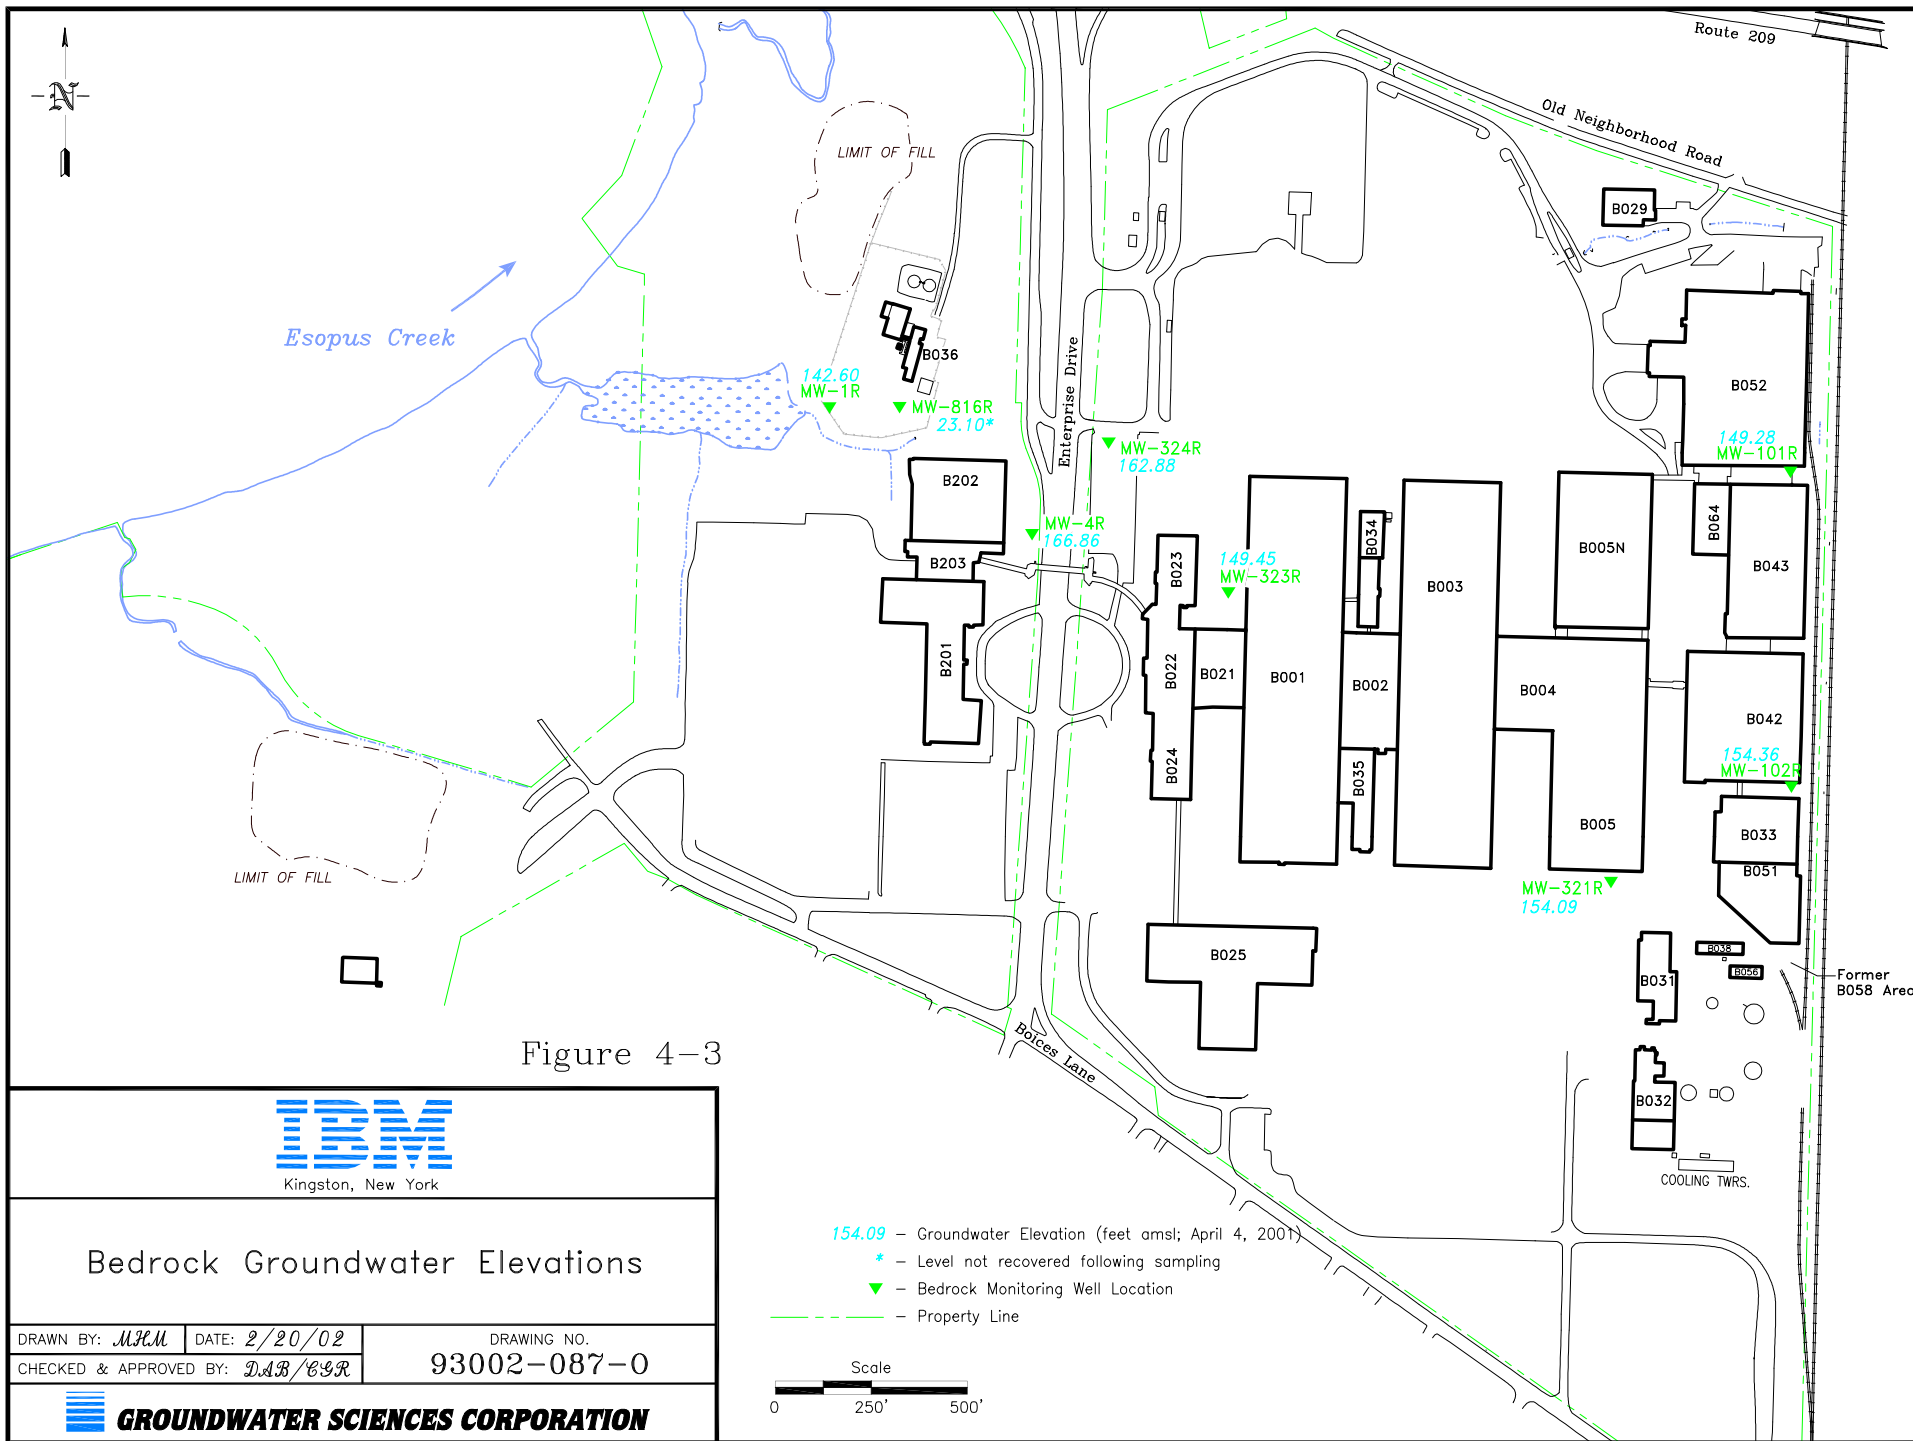 Route 209
Old Neighborhood Road
N
LIMIT OF FILL
B029
Esopus Creek
B036
Enterprise Drive
142.60
MW-1R
MW-816R
23.10*
B052
MW-324R
162.88
149.28
MW-101R
B202
MW-4R
166.86
B203
B023
149.45
MW-323R
B034
B003
B005N
B064
B043
B201
B022
B021
B001
B002
B004
B042
B024
B035
154.36
MW-102R
B005
B033
B051
LIMIT OF FILL
MW-321R
154.09
B025
B038
B056
B031
Former
B058 Area
Boices Lane
Figure 4-3
B032
COOLING TWRS.
IBM
Kingston, New York
Bedrock Groundwater Elevations
DRAWN BY: MHM DATE: 2/20/02
CHECKED & APPROVED BY: DAB/CGR
DRAWING NO.
93002-087-0
GROUNDWATER SCIENCES CORPORATION
154.09 - Groundwater Elevation (feet amsl; April 4, 2001)
* - Level not recovered following sampling
- Bedrock Monitoring Well Location
- Property Line
Scale
0 250' 500'